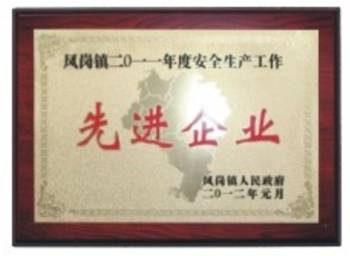 凤岗镇二〇一一年度安全生产工作
先进企业
凤岗镇人民政府
二〇一二年元月